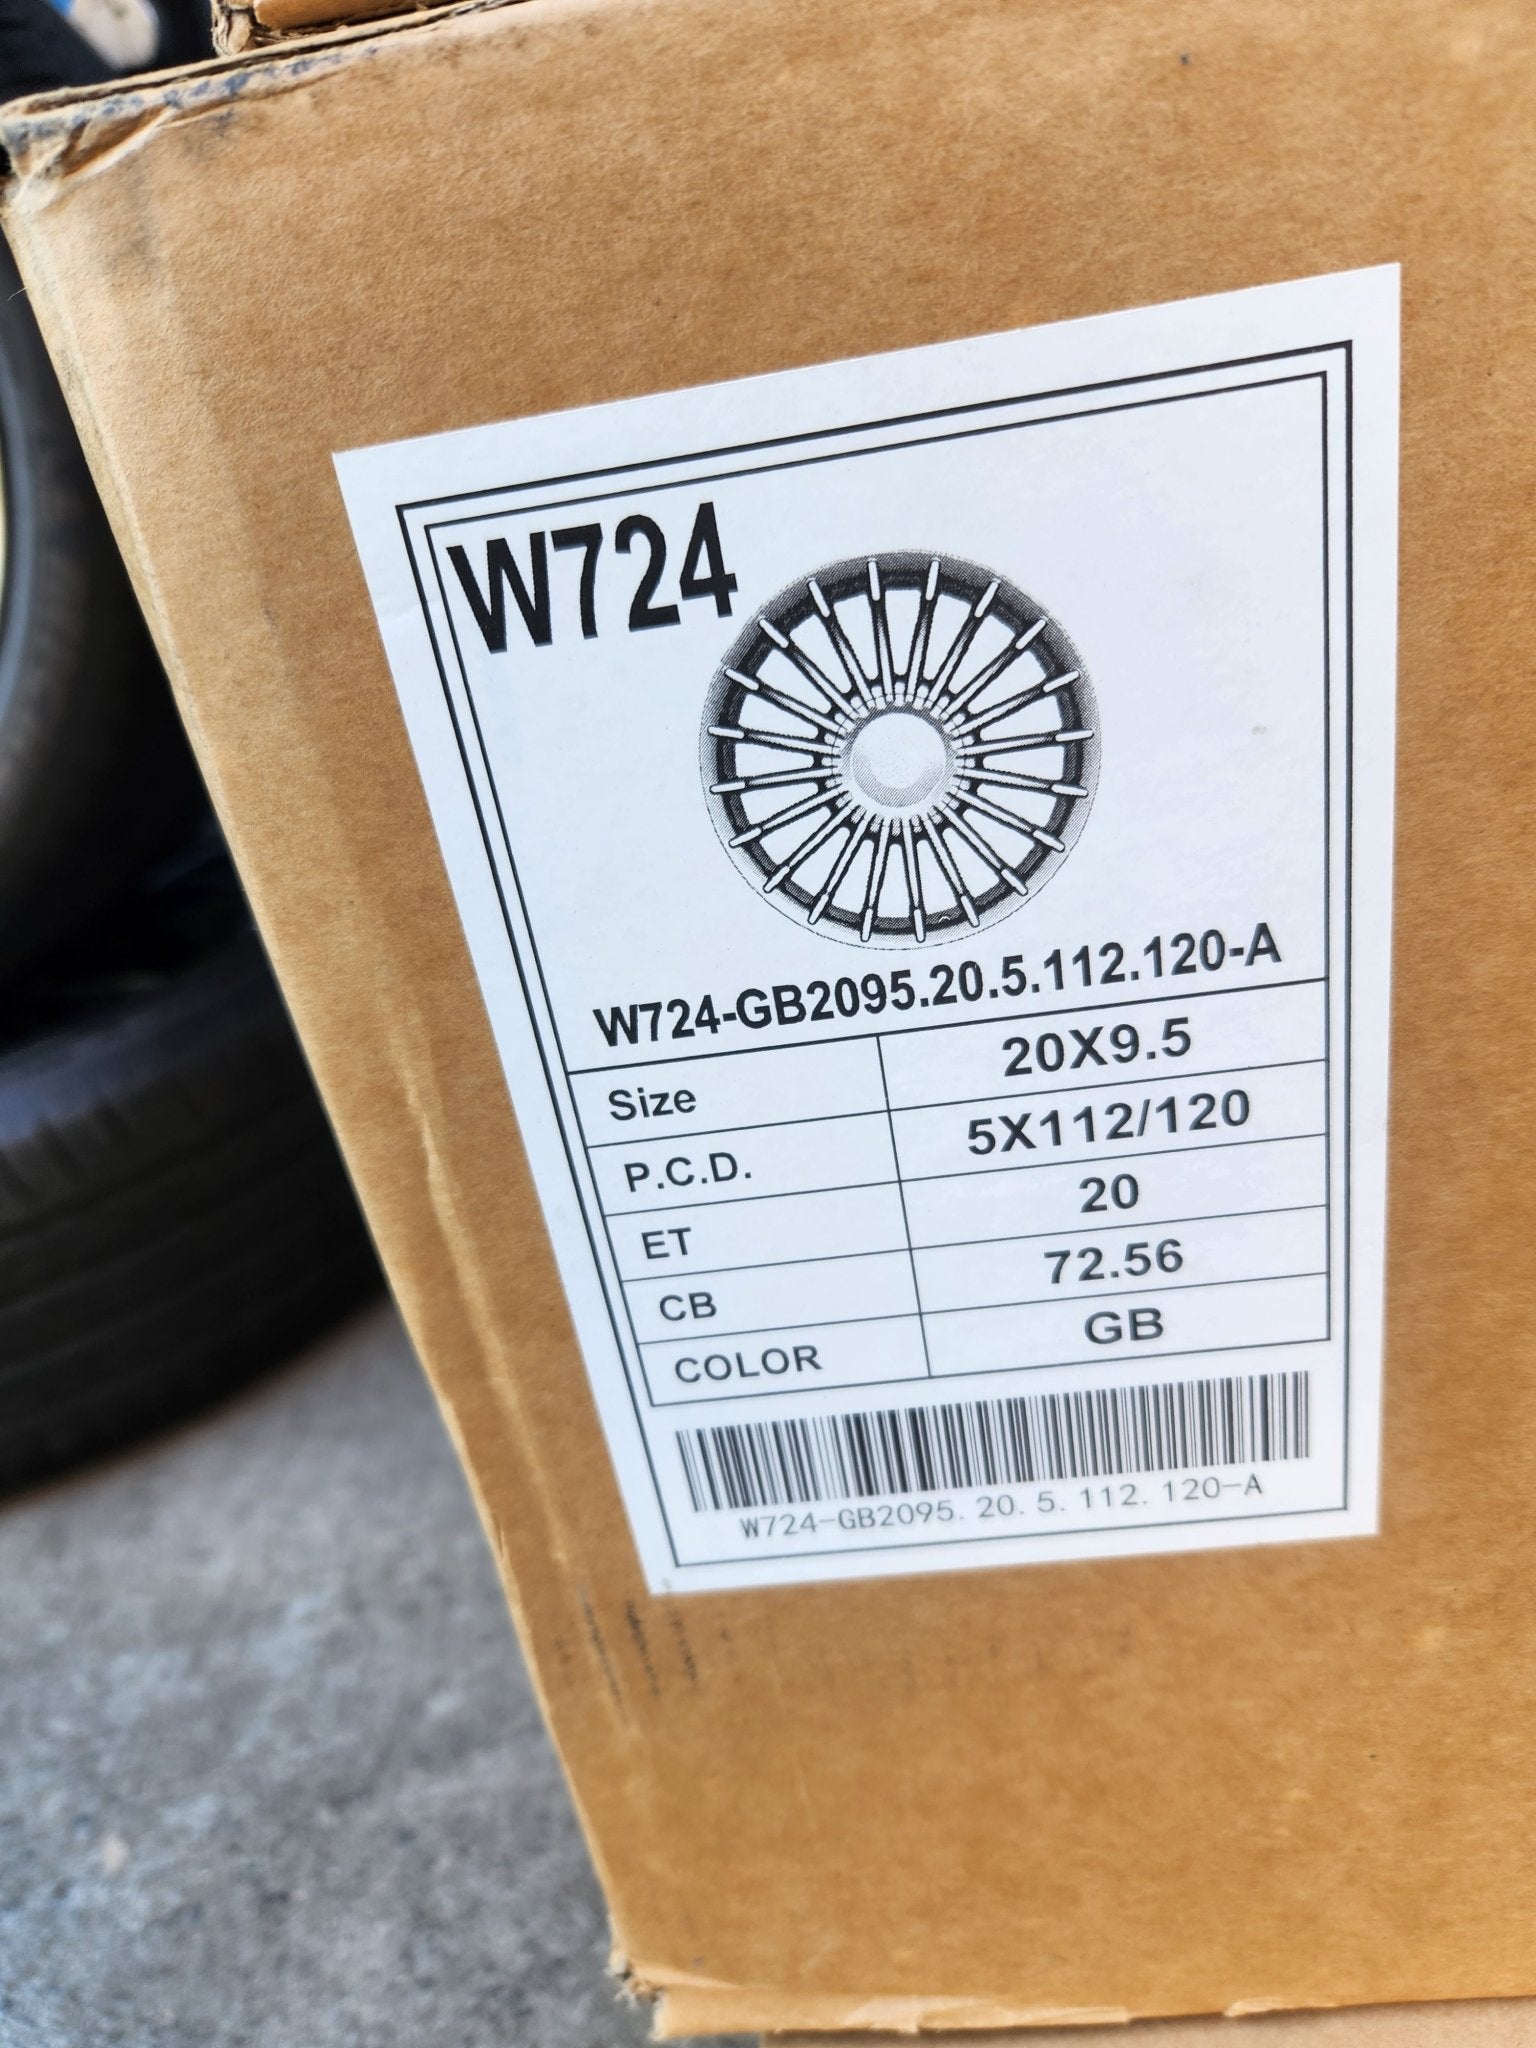 W724
W724-GB2095.20.5.112.120-A
Size 20X9.5
P.C.D. 5X112/120
ET 20
CB 72.56
COLOR GB
W724-GB2095.20.5.112.120-A